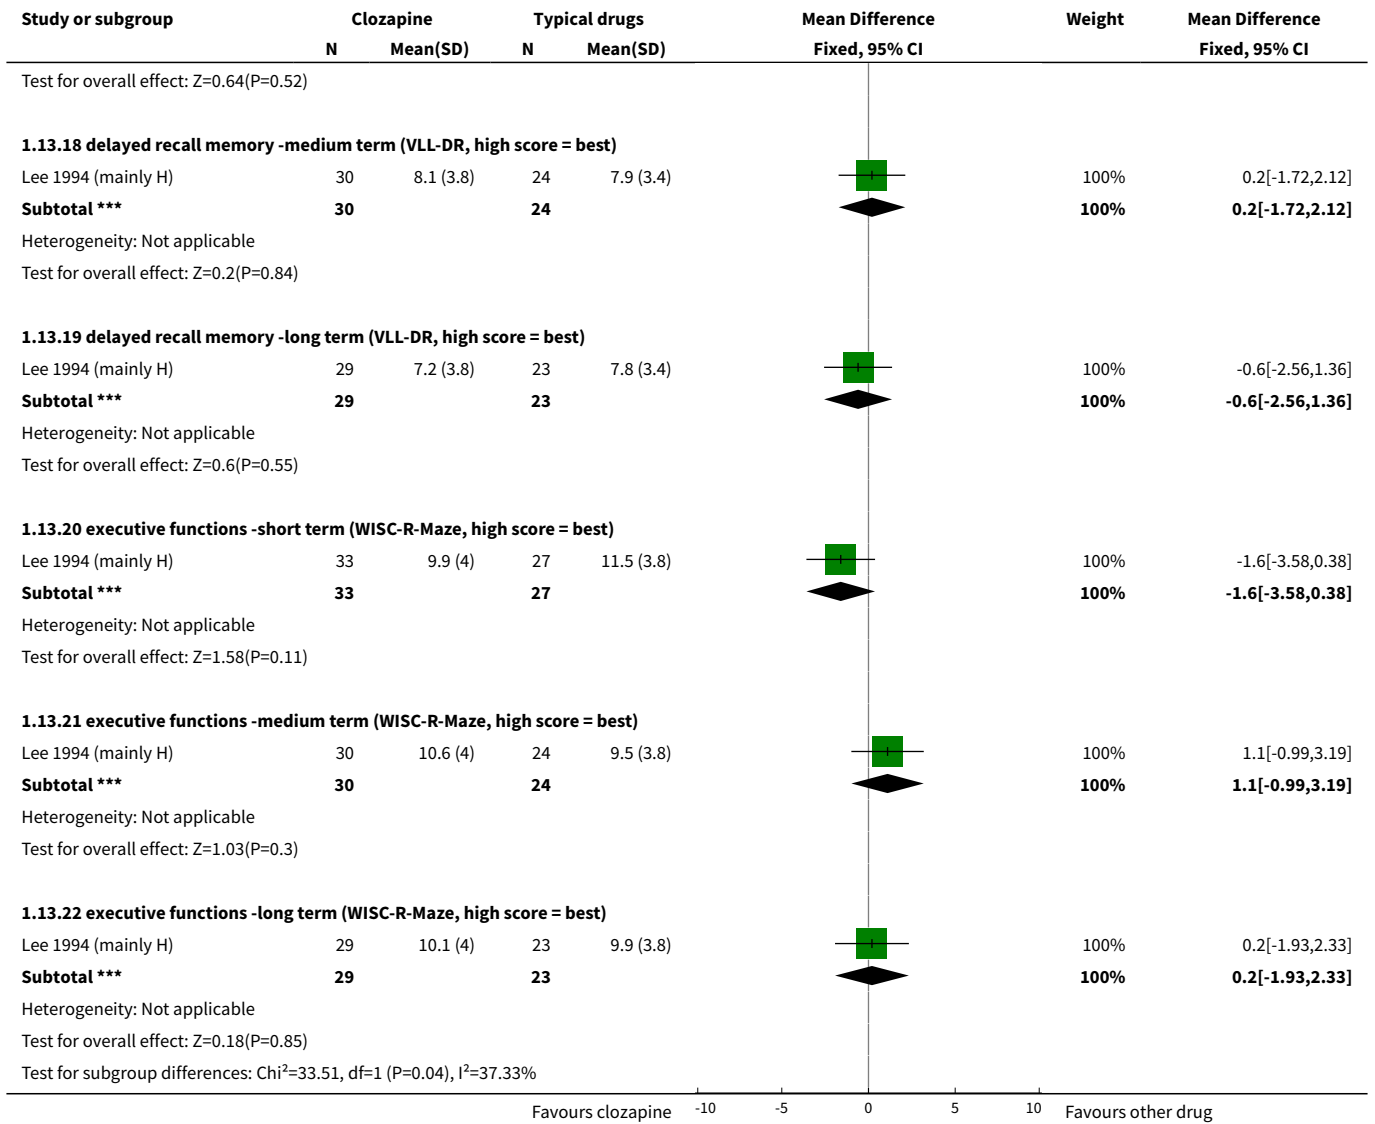 Study or subgroup Clozapine Typical drugs Mean Difference Weight Mean Difference
N Mean(SD) N Mean(SD) Fixed, 95% CI Fixed, 95% CI
Test for overall effect: Z=0.64(P=0.52)
1.13.18 delayed recall memory -medium term (VLL-DR, high score = best)
Lee 1994 (mainly H) 30 8.1 (3.8) 24 7.9 (3.4) 100% 0.2[-1.72,2.12]
Subtotal *** 30 24 100% 0.2[-1.72,2.12]
Heterogeneity: Not applicable
Test for overall effect: Z=0.2(P=0.84)
1.13.19 delayed recall memory -long term (VLL-DR, high score = best)
Lee 1994 (mainly H) 29 7.2 (3.8) 23 7.8 (3.4) 100% -0.6[-2.56,1.36]
Subtotal *** 29 23 100% -0.6[-2.56,1.36]
Heterogeneity: Not applicable
Test for overall effect: Z=0.6(P=0.55)
1.13.20 executive functions -short term (WISC-R-Maze, high score = best)
Lee 1994 (mainly H) 33 9.9 (4) 27 11.5 (3.8) 100% -1.6[-3.58,0.38]
Subtotal *** 33 27 100% -1.6[-3.58,0.38]
Heterogeneity: Not applicable
Test for overall effect: Z=1.58(P=0.11)
1.13.21 executive functions -medium term (WISC-R-Maze, high score = best)
Lee 1994 (mainly H) 30 10.6 (4) 24 9.5 (3.8) 100% 1.1[-0.99,3.19]
Subtotal *** 30 24 100% 1.1[-0.99,3.19]
Heterogeneity: Not applicable
Test for overall effect: Z=1.03(P=0.3)
1.13.22 executive functions -long term (WISC-R-Maze, high score = best)
Lee 1994 (mainly H) 29 10.1 (4) 23 9.9 (3.8) 100% 0.2[-1.93,2.33]
Subtotal *** 29 23 100% 0.2[-1.93,2.33]
Heterogeneity: Not applicable
Test for overall effect: Z=0.18(P=0.85)
Test for subgroup differences: Chi²=33.51, df=1 (P=0.04), I²=37.33%
Favours clozapine -10 -5 0 5 10 Favours other drug